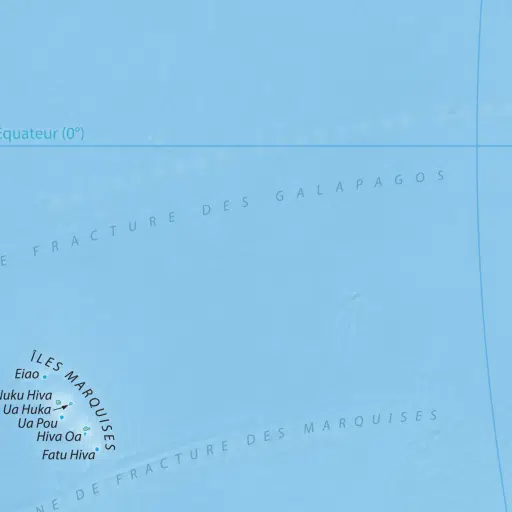 Équateur (0°)
E FRACTURE DES GALAPAGOS
ÎLES MARQUISES
Eiao
Nuku Hiva
Ua Huka
Ua Pou
Hiva Oa
Fatu Hiva
NE DE FRACTURE DES MARQUISES